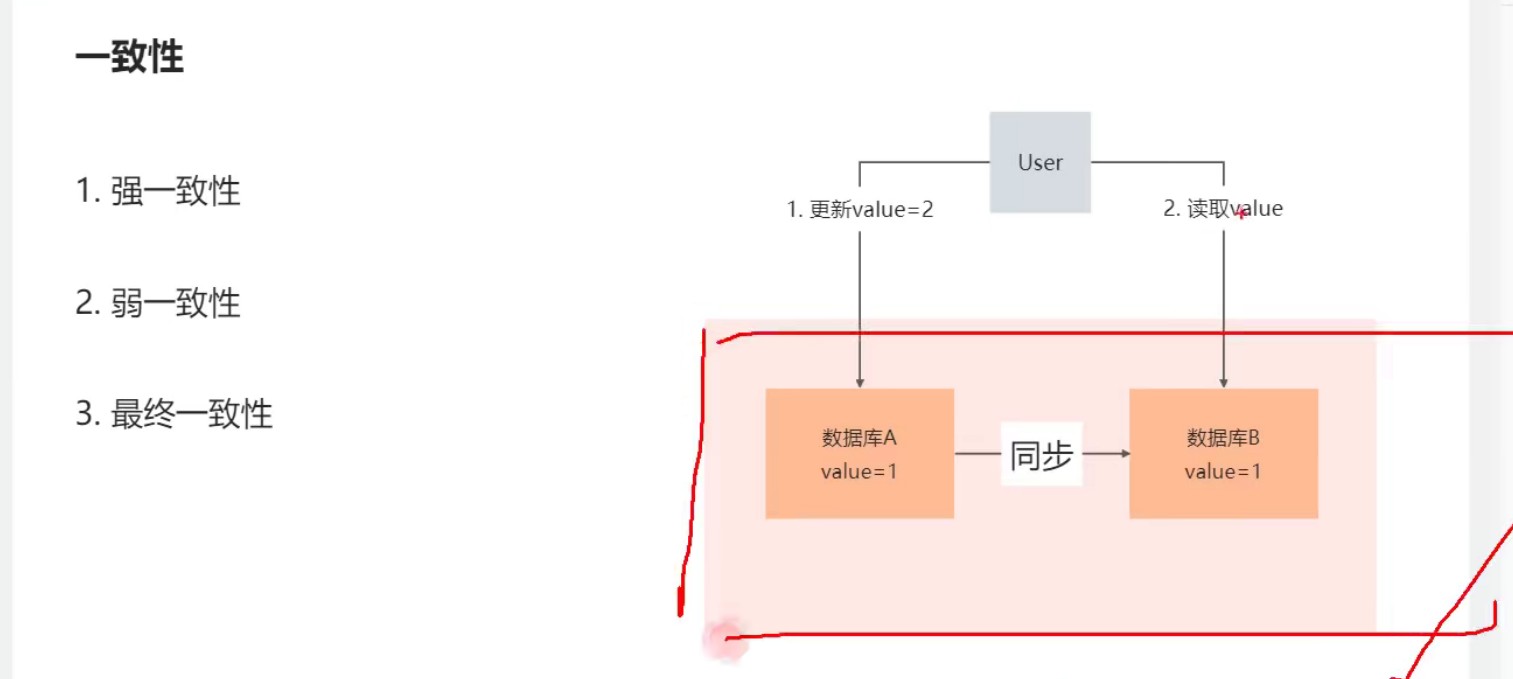 一致性
1. 强一致性
2. 弱一致性
3. 最终一致性
User
1. 更新value=2
2. 读取value
数据库A
value=1
同步
数据库B
value=1